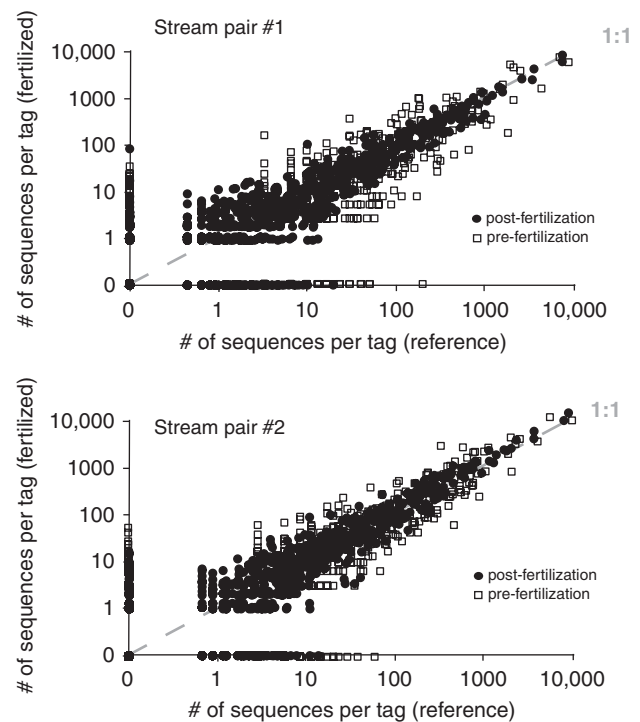 Stream pair #1
1:1
# of sequences per tag (fertilized)
10,000
1000
100
10
1
0
● post-fertilization
□ pre-fertilization
0 1 10 100 1000 10,000
# of sequences per tag (reference)
Stream pair #2
1:1
# of sequences per tag (fertilized)
10,000
1000
100
10
1
0
● post-fertilization
□ pre-fertilization
0 1 10 100 1000 10,000
# of sequences per tag (reference)